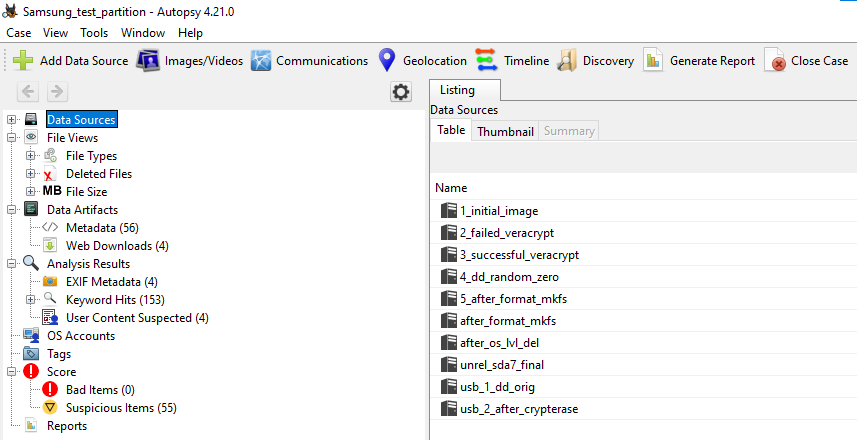 Samsung_test_partition - Autopsy 4.21.0
Case View Tools Window Help
Add Data Source Images/Videos Communications Geolocation Timeline Discovery Generate Report Close Case
Data Sources
File Views
File Types
Deleted Files
MB File Size
Data Artifacts
Metadata (56)
Web Downloads (4)
Analysis Results
EXIF Metadata (4)
Keyword Hits (153)
User Content Suspected (4)
OS Accounts
Tags
Score
Bad Items (0)
Suspicious Items (55)
Reports
Listing
Data Sources
Table Thumbnail Summary
Name
1_initial_image
2_failed_veracrypt
3_successful_veracrypt
4_dd_random_zero
5_after_format_mkfs
after_format_mkfs
after_os_lvl_del
unrel_sda7_final
usb_1_dd_orig
usb_2_after_crypterase